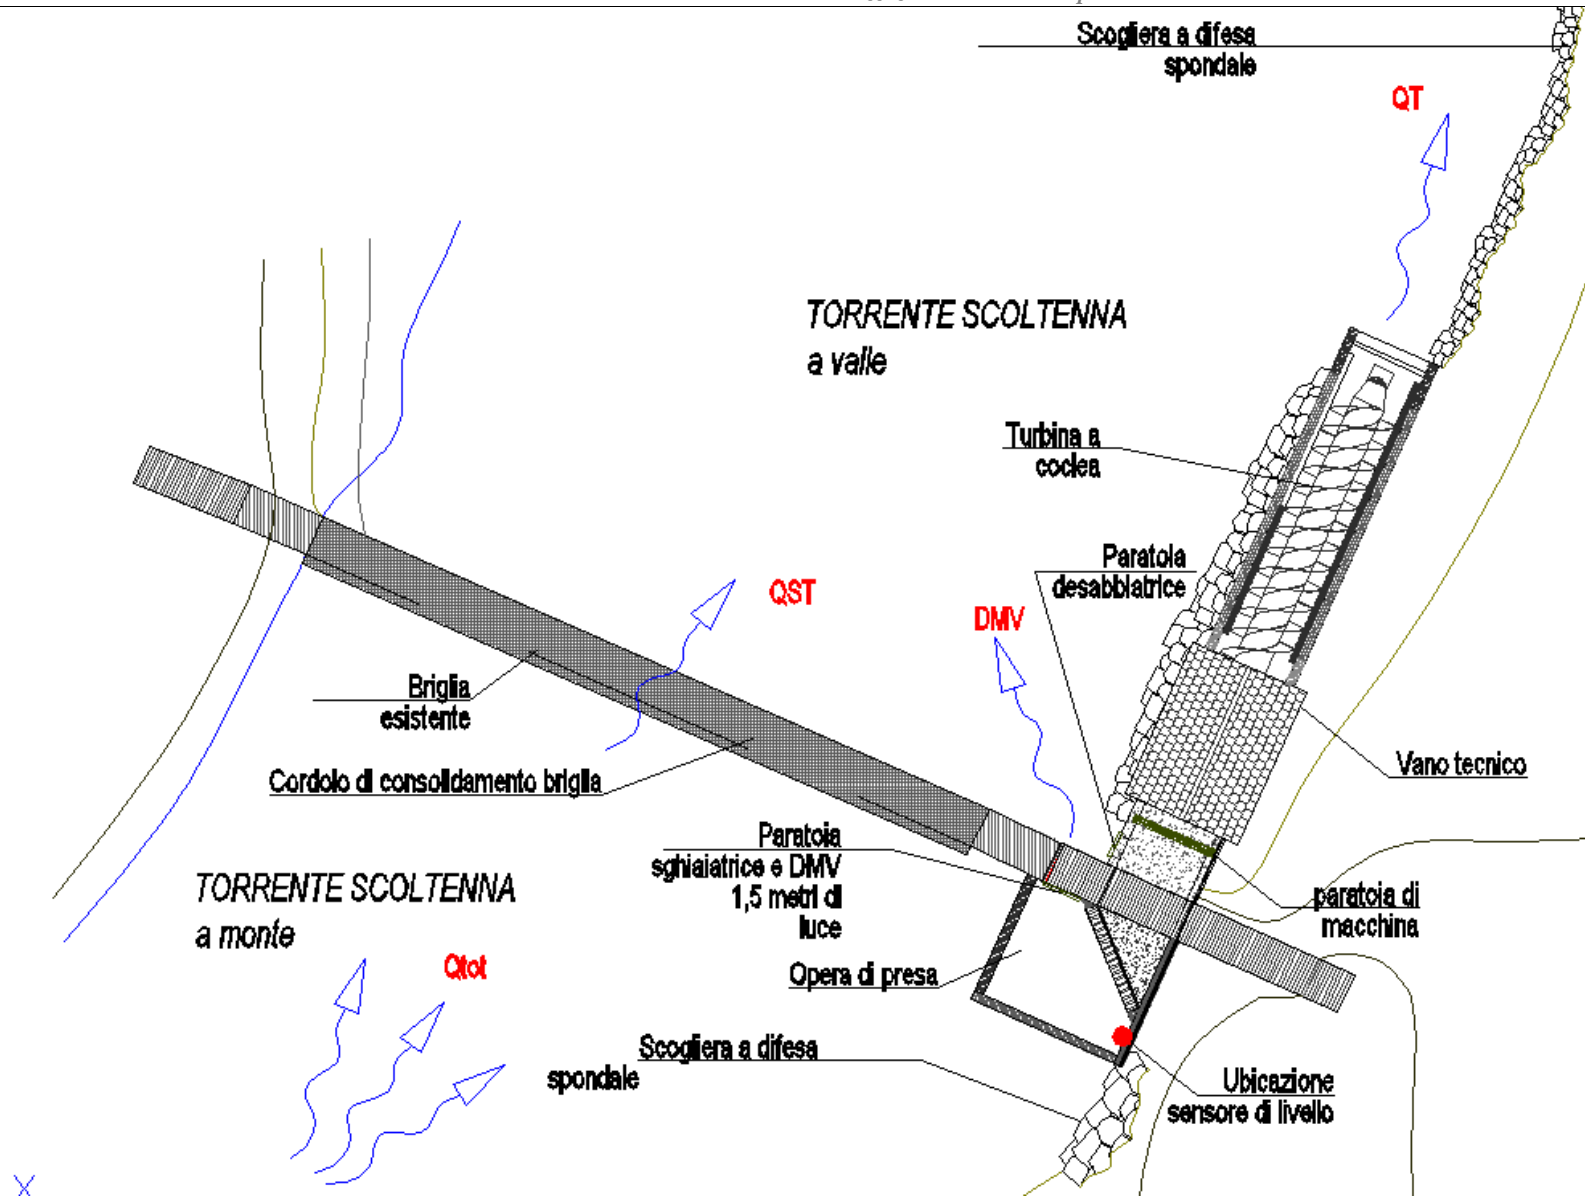 Scogliera a difesa
spondale
QT
TORRENTE SCOLTENNA
a valle
Turbina a
coclea
Paratoia
desabbiatrice
QST
DMV
Briglia
esistente
Cordolo di consolidamento briglia
Vano tecnico
Paratoia
sghiaiatrice e DMV
1,5 metri di
luce
TORRENTE SCOLTENNA
a monte
paratoia di
macchina
Qtot
Opera di presa
Scogliera a difesa
spondale
Ubicazione
sensore di livello
X